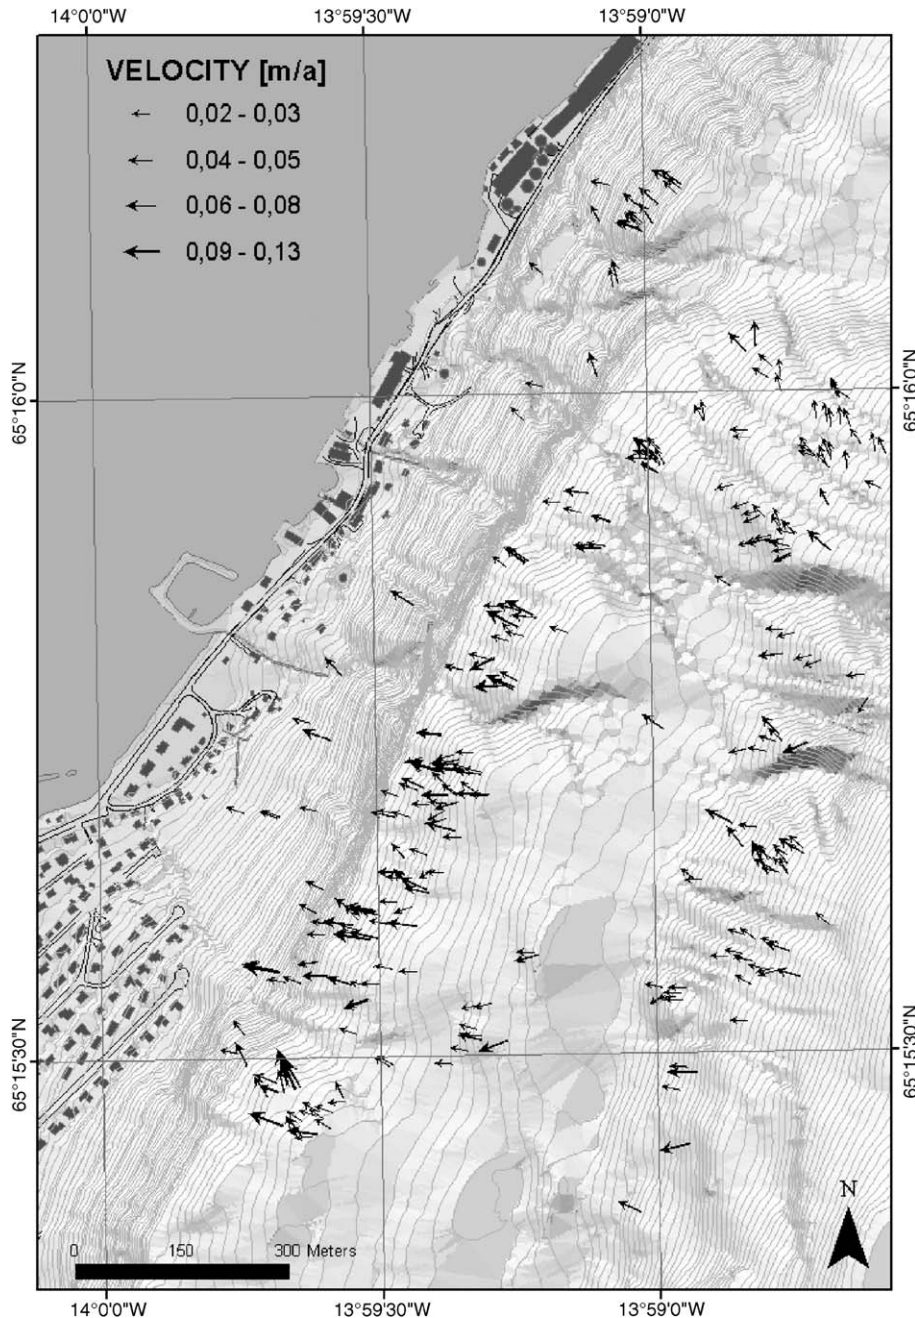 14°0'0"W 13°59'30"W 13°59'0"W
VELOCITY [m/a]
0,02 - 0,03
0,04 - 0,05
0,06 - 0,08
0,09 - 0,13
65°16'0"N 65°16'0"N
65°15'30"N 65°15'30"N
N
0 150 300 Meters
14°0'0"W 13°59'30"W 13°59'0"W